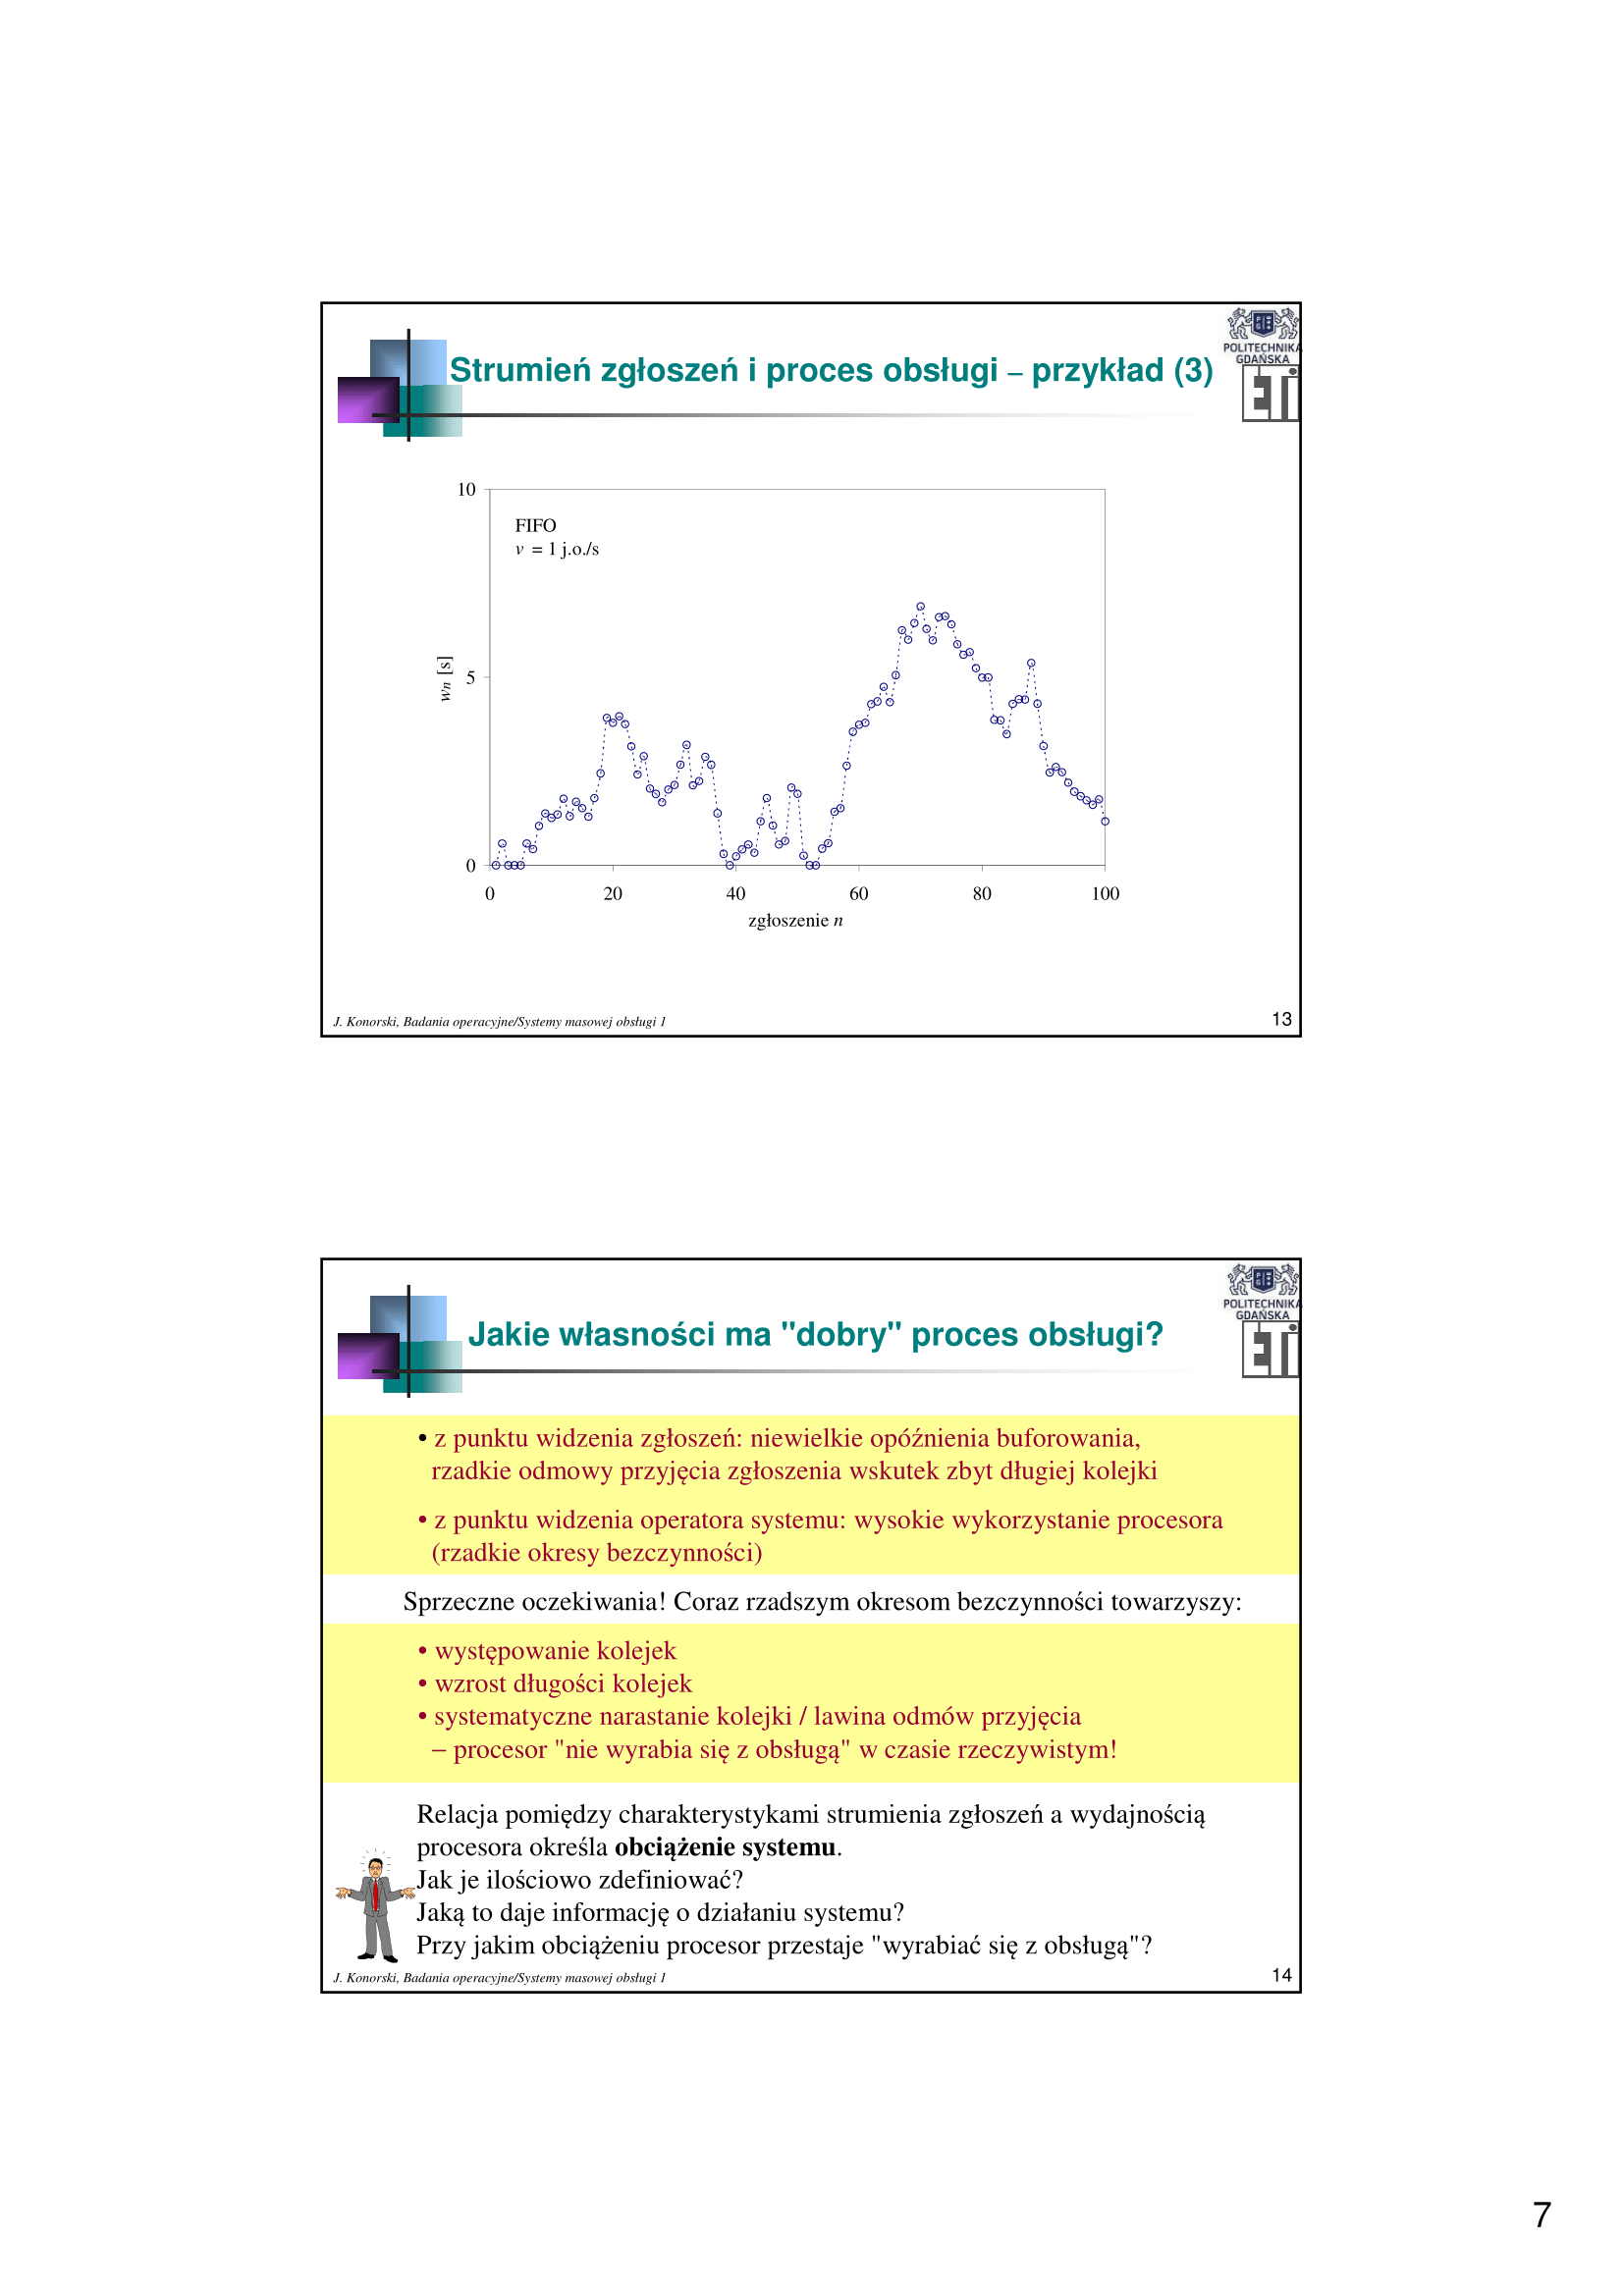 POLITECHNIKA
GDAŃSKA
Strumień zgłoszeń i proces obsługi – przykład (3)
ETI
10
FIFO
v = 1 j.o./s
wn [s]
5
0
0 20 40 60 80 100
zgłoszenie n
J. Konorski, Badania operacyjne/Systemy masowej obsługi 1
13
POLITECHNIKA
GDAŃSKA
Jakie własności ma "dobry" proces obsługi?
ETI
• z punktu widzenia zgłoszeń: niewielkie opóźnienia buforowania,
rzadkie odmowy przyjęcia zgłoszenia wskutek zbyt długiej kolejki
• z punktu widzenia operatora systemu: wysokie wykorzystanie procesora
(rzadkie okresy bezczynności)
Sprzeczne oczekiwania! Coraz rzadszym okresom bezczynności towarzyszy:
• występowanie kolejek
• wzrost długości kolejek
• systematyczne narastanie kolejki / lawina odmów przyjęcia
– procesor "nie wyrabia się z obsługą" w czasie rzeczywistym!
Relacja pomiędzy charakterystykami strumienia zgłoszeń a wydajnością
procesora określa obciążenie systemu.
Jak je ilościowo zdefiniować?
Jaką to daje informację o działaniu systemu?
Przy jakim obciążeniu procesor przestaje "wyrabiać się z obsługą"?
J. Konorski, Badania operacyjne/Systemy masowej obsługi 1
14
7